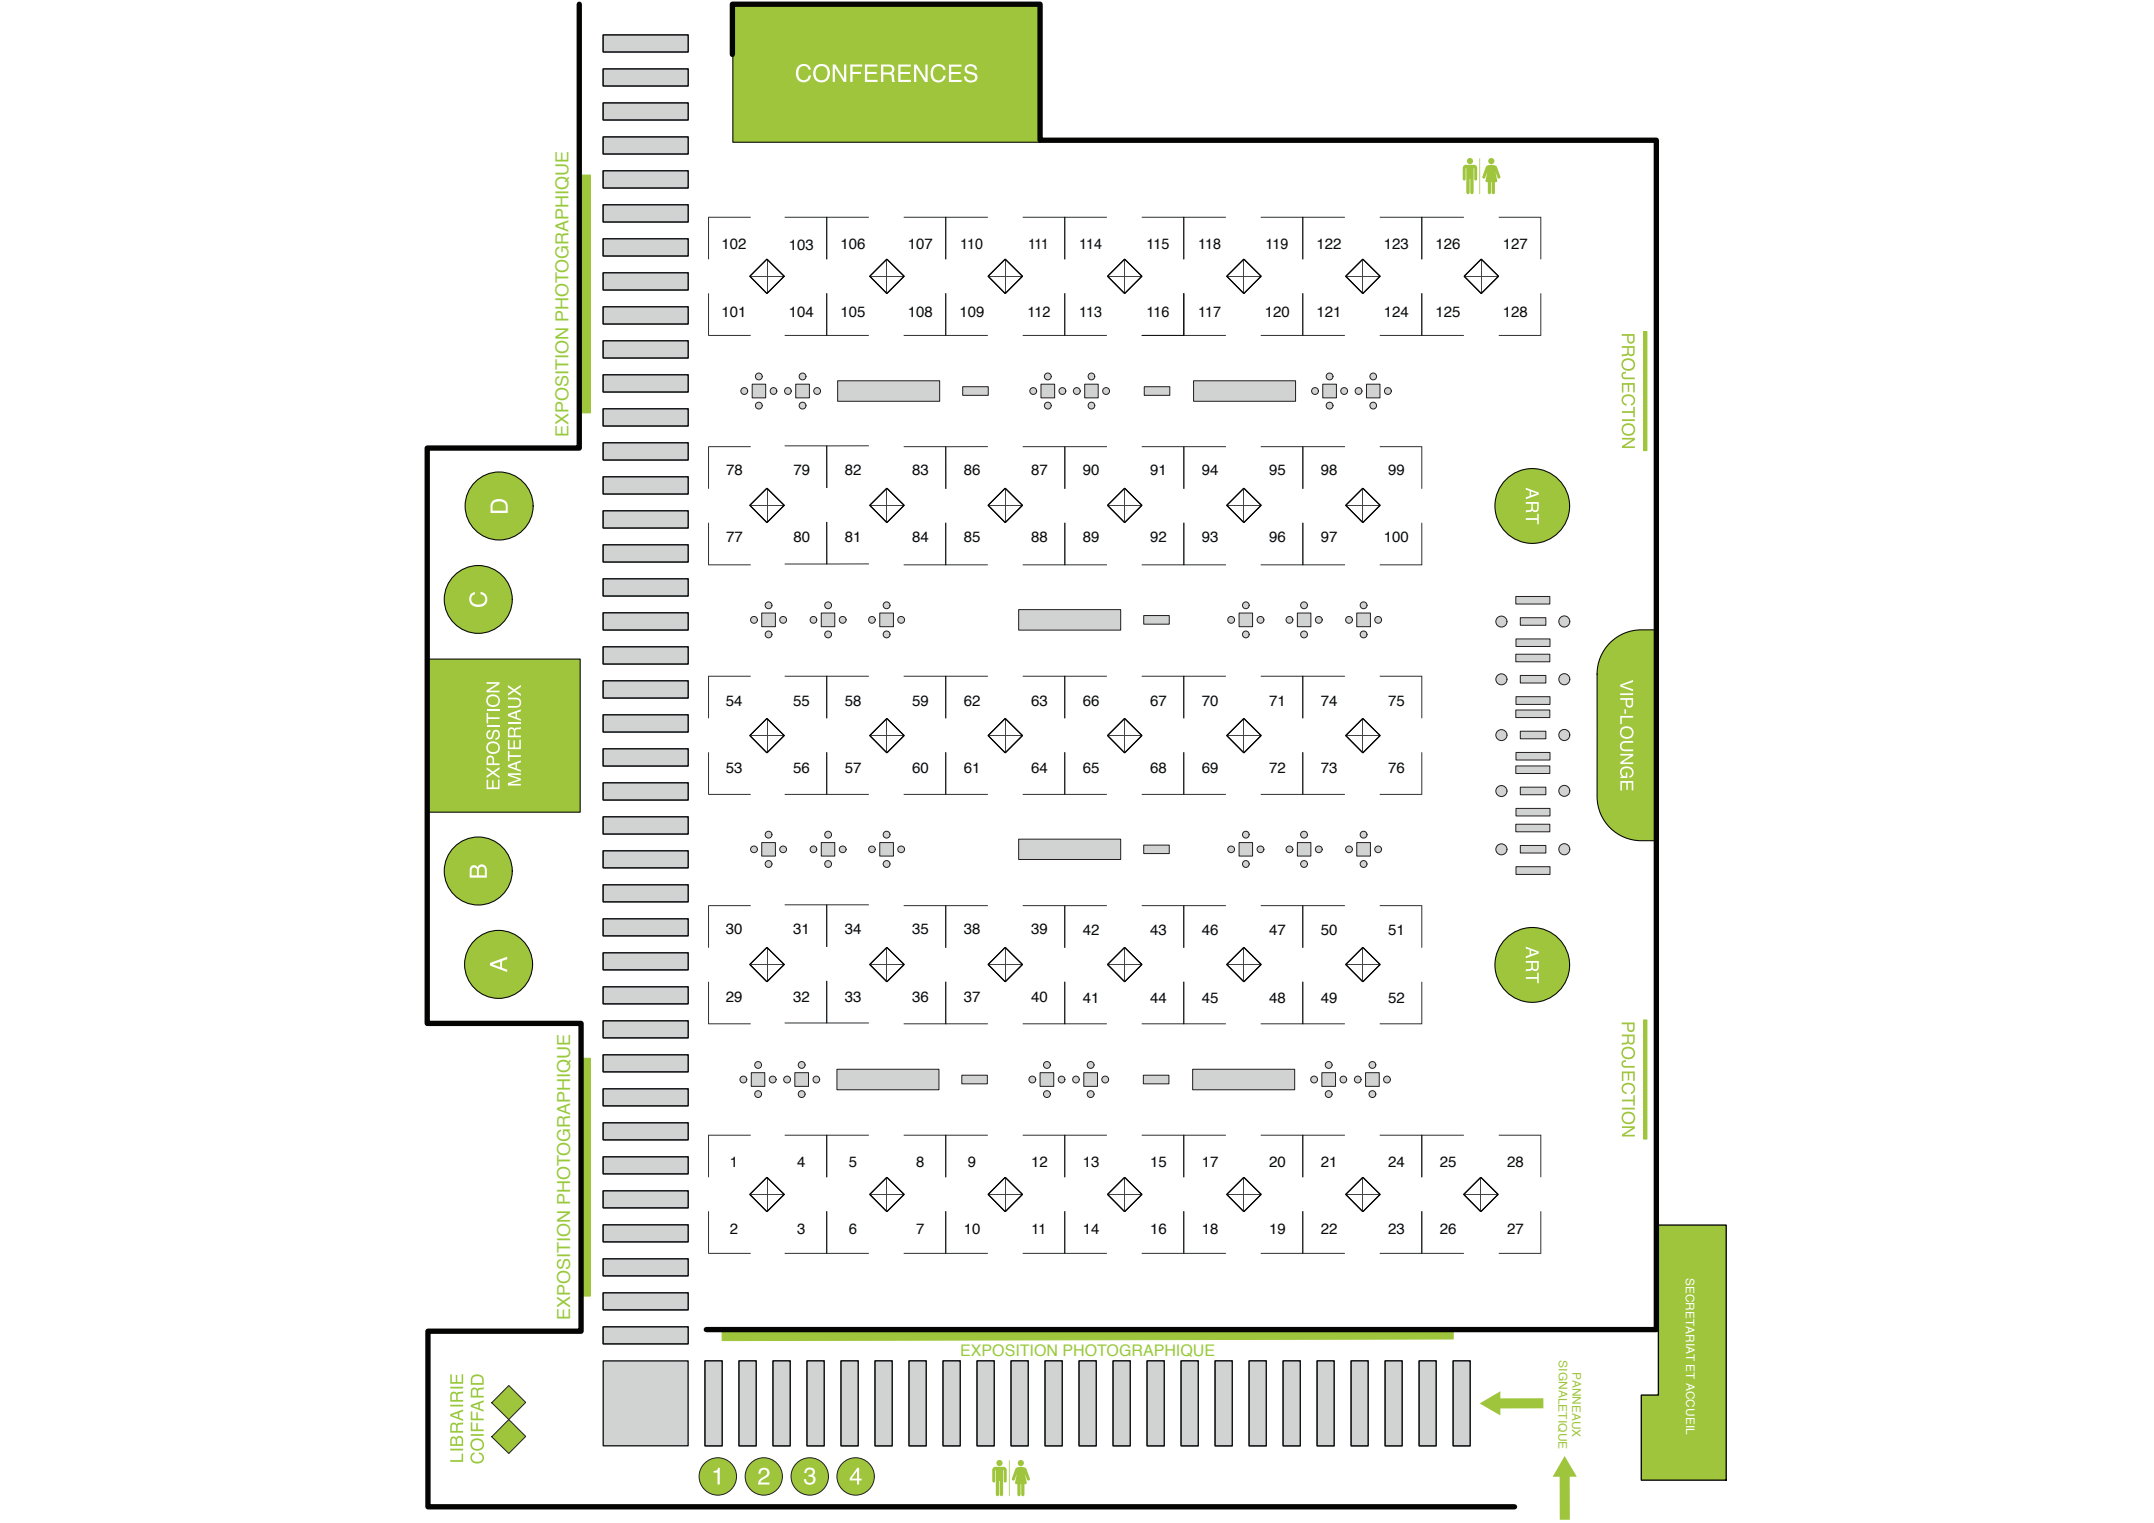 CONFERENCES
EXPOSITION PHOTOGRAPHIQUE
102 103 106 107 110 111 114 115 118 119 122 123 126 127
101 104 105 108 109 112 113 116 117 120 121 124 125 128
PROJECTION
78 79 82 83 86 87 90 91 94 95 98 99
77 80 81 84 85 88 89 92 93 96 97 100
D
ART
C
54 55 58 59 62 63 66 67 70 71 74 75
53 56 57 60 61 64 65 68 69 72 73 76
EXPOSITION
MATERIAUX
VIP-LOUNGE
B
30 31 34 35 38 39 42 43 46 47 50 51
29 32 33 36 37 40 41 44 45 48 49 52
A
ART
EXPOSITION PHOTOGRAPHIQUE
PROJECTION
1 4 5 8 9 12 13 15 17 20 21 24 25 28
2 3 6 7 10 11 14 16 18 19 22 23 26 27
SECRETARIAT ET ACCUEIL
EXPOSITION PHOTOGRAPHIQUE
PANNEAUX
SIGNALETIQUE
LIBRAIRIE
COIFFARD
1 2 3 4